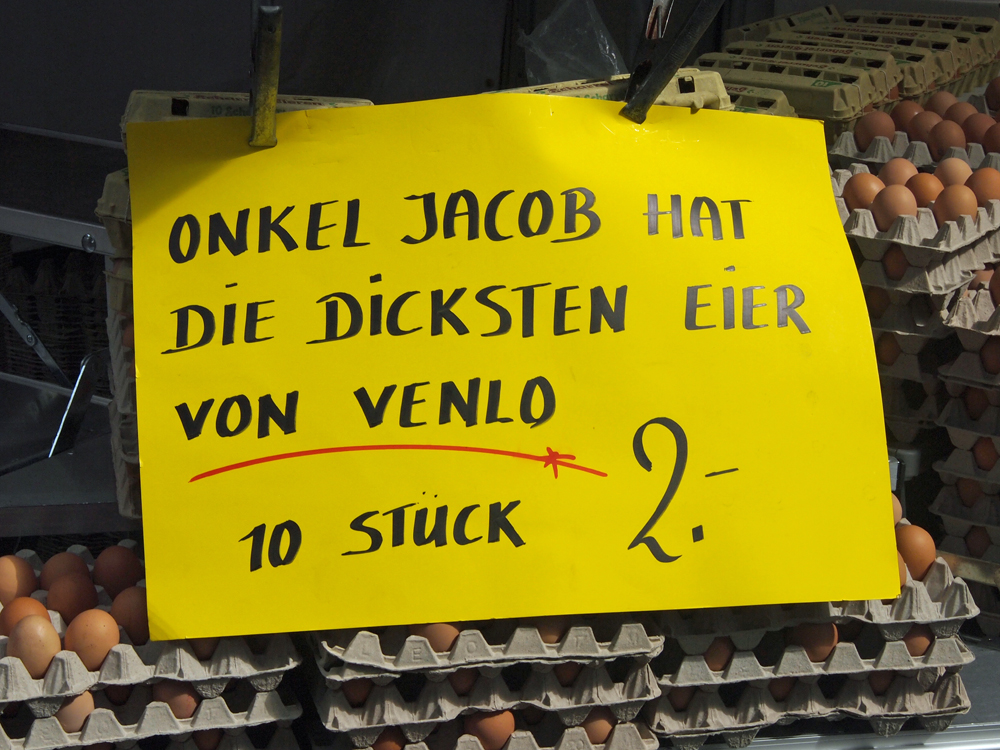 ONKEL JACOB HAT
DIE DICKSTEN EIER
VON VENLO
10 STÜCK 2.-